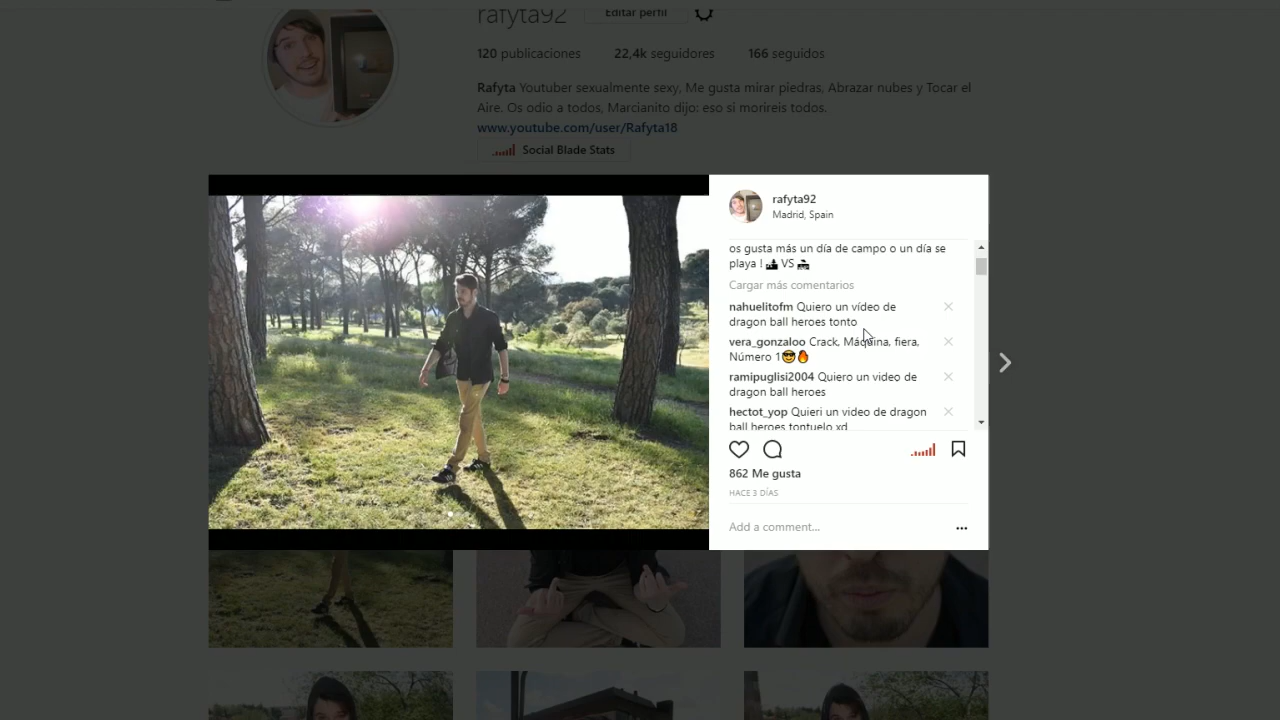 rafyta92 Editar perfil
120 publicaciones 22,4k seguidores 166 seguidos
Rafyta Youtuber sexualmente sexy, Me gusta mirar piedras, Abrazar nubes y Tocar el
Aire. Os odio a todos, Marcianito dijo: eso si morireis todos.
www.youtube.com/user/Rafyta18
Social Blade Stats
rafyta92
Madrid, Spain
os gusta más un día de campo o un día se
playa ! VS
Cargar más comentarios
nahuelitofm Quiero un vídeo de
dragon ball heroes tonto
vera_gonzaloo Crack, Máquina, fiera,
Número 1😎🔥
ramipuglisi2004 Quiero un video de
dragon ball heroes
hectot_yop Quieri un video de dragon
ball heroes tontuelo xd
862 Me gusta
HACE 3 DÍAS
Add a comment...